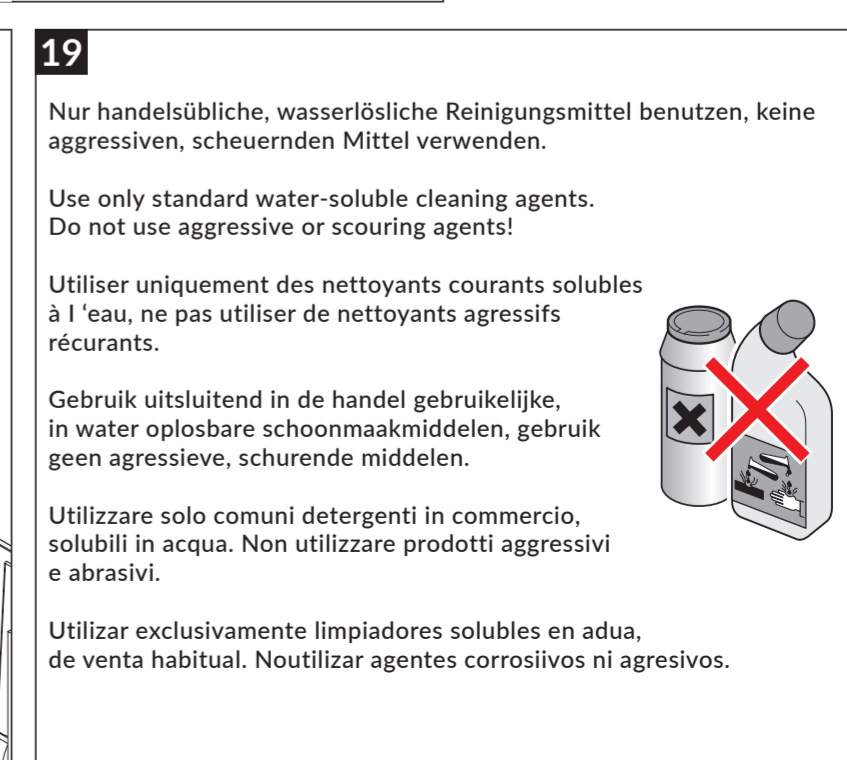 19
Nur handelsübliche, wasserlösliche Reinigungsmittel benutzen, keine
aggressiven, scheuernden Mittel verwenden.
Use only standard water-soluble cleaning agents.
Do not use aggressive or scouring agents!
Utiliser uniquement des nettoyants courants solubles
à l ‘eau, ne pas utiliser de nettoyants agressifs
récurants.
Gebruik uitsluitend in de handel gebruikelijke,
in water oplosbare schoonmaakmiddelen, gebruik
geen agressieve, schurende middelen.
Utilizzare solo comuni detergenti in commercio,
solubili in acqua. Non utilizzare prodotti aggressivi
e abrasivi.
Utilizar exclusivamente limpiadores solubles en adua,
de venta habitual. Noutilizar agentes corrosiivos ni agresivos.